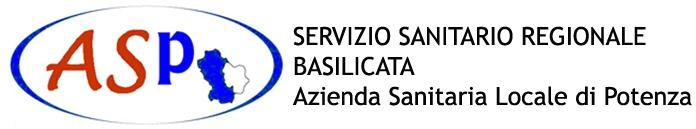 ASP
SERVIZIO SANITARIO REGIONALE
BASILICATA
Azienda Sanitaria Locale di Potenza